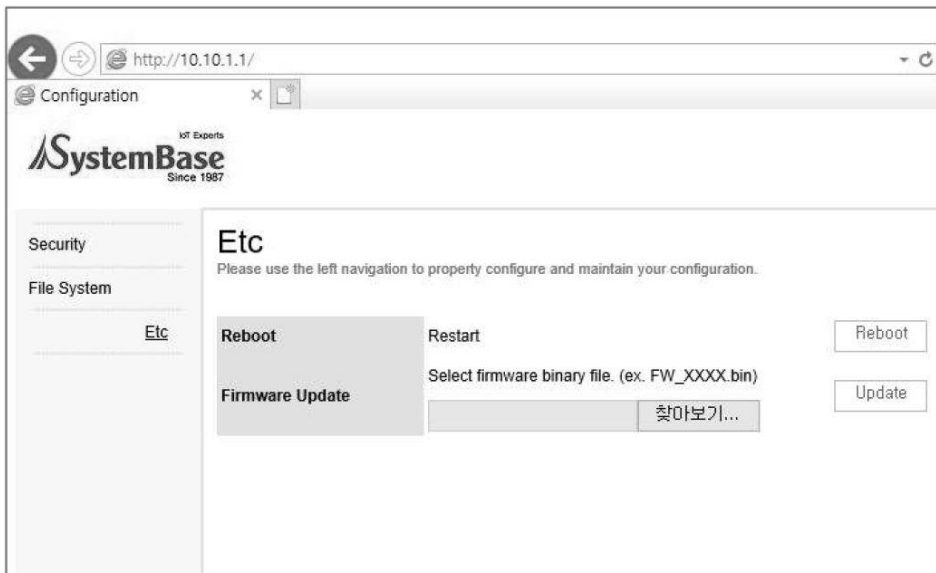 http://10.10.1.1/
Configuration
IoT Experts
SystemBase
Since 1987
Security
File System
Etc
Etc
Please use the left navigation to property configure and maintain your configuration.
Reboot Restart Reboot
Select firmware binary file. (ex. FW_XXXX.bin)
Firmware Update Update
찾아보기...